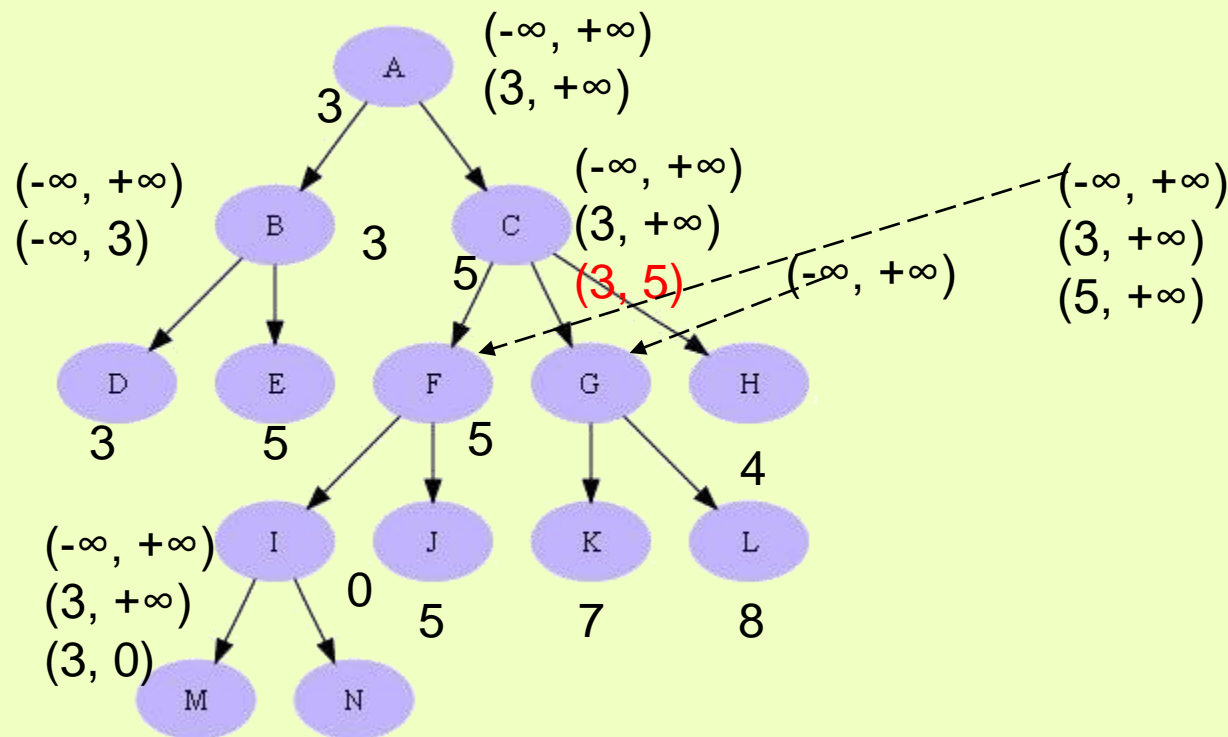 (-∞, +∞)
A
(3, +∞)
3
(-∞, +∞)
(-∞, 3)
B
3
C
(-∞, +∞)
(3, +∞)
(3, 5)
5
(-∞, +∞)
(-∞, +∞)
(3, +∞)
(5, +∞)
D
E
F
G
H
3
5
5
4
(-∞, +∞)
(3, +∞)
(3, 0)
I
J
K
L
0
5
7
8
M
N